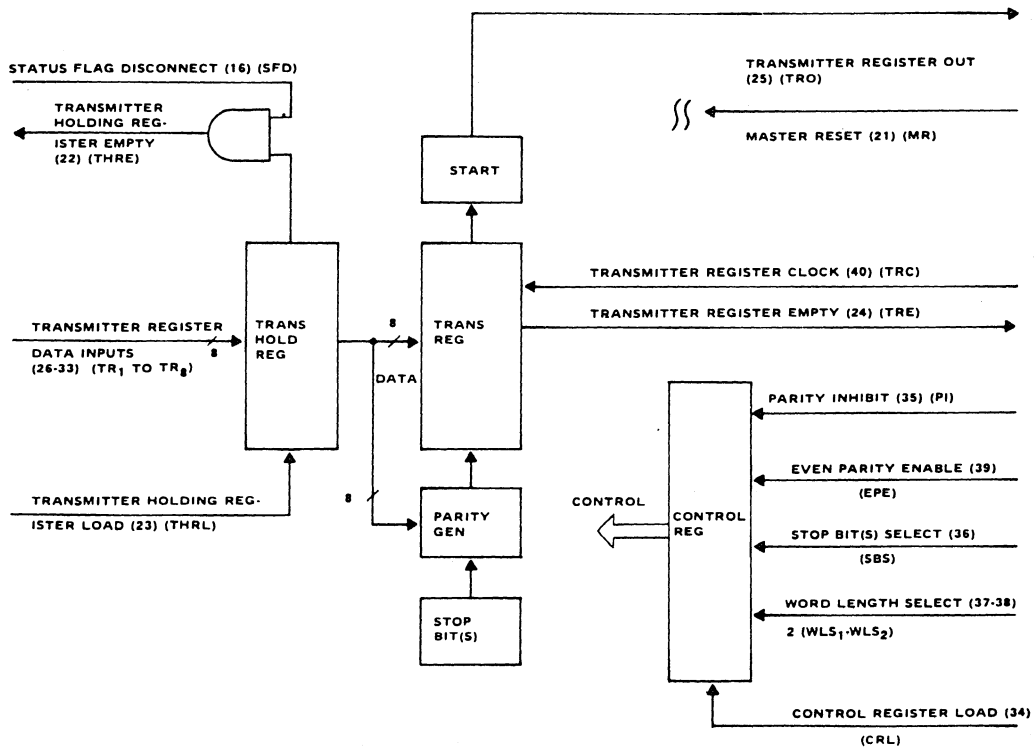 STATUS FLAG DISCONNECT (16) (SFD)
TRANSMITTER
HOLDING REG-
ISTER EMPTY
(22) (THRE)
TRANSMITTER REGISTER OUT
(25) (TRO)
MASTER RESET (21) (MR)
START
TRANSMITTER REGISTER CLOCK (40) (TRC)
TRANSMITTER REGISTER EMPTY (24) (TRE)
TRANSMITTER REGISTER
8
DATA INPUTS
(26-33) (TR1 TO TR8)
TRANS
HOLD
REG
8
DATA
TRANS
REG
PARITY INHIBIT (35) (PI)
EVEN PARITY ENABLE (39)
(EPE)
TRANSMITTER HOLDING REG-
ISTER LOAD (23) (THRL)
8
PARITY
GEN
CONTROL
CONTROL
REG
STOP BIT(S) SELECT (36)
(SBS)
STOP
BIT(S)
WORD LENGTH SELECT (37-38)
2 (WLS1-WLS2)
CONTROL REGISTER LOAD (34)
(CRL)